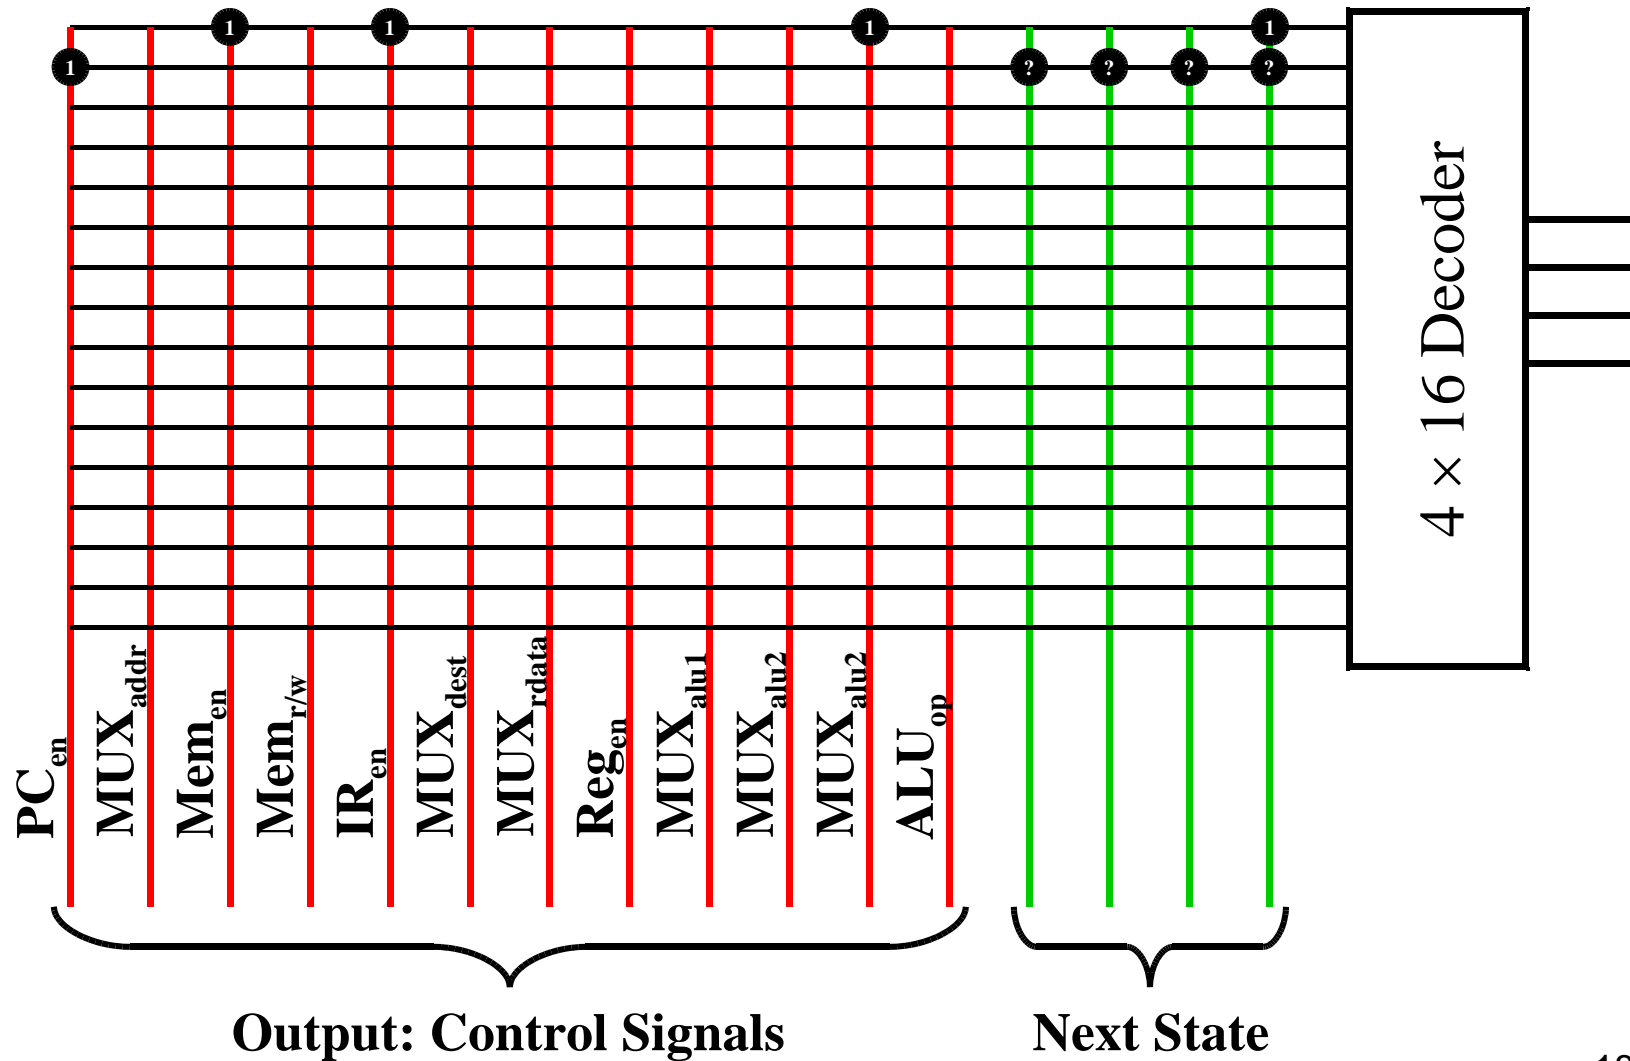 1 1 1 1
1 ? ? ? ?
4 × 16 Decoder
PCen
MUXaddr
Memen
Memr/w
IRen
MUXdest
MUXrdata
Regen
MUXalu1
MUXalu2
MUXalu2
ALUop
Output: Control Signals
Next State